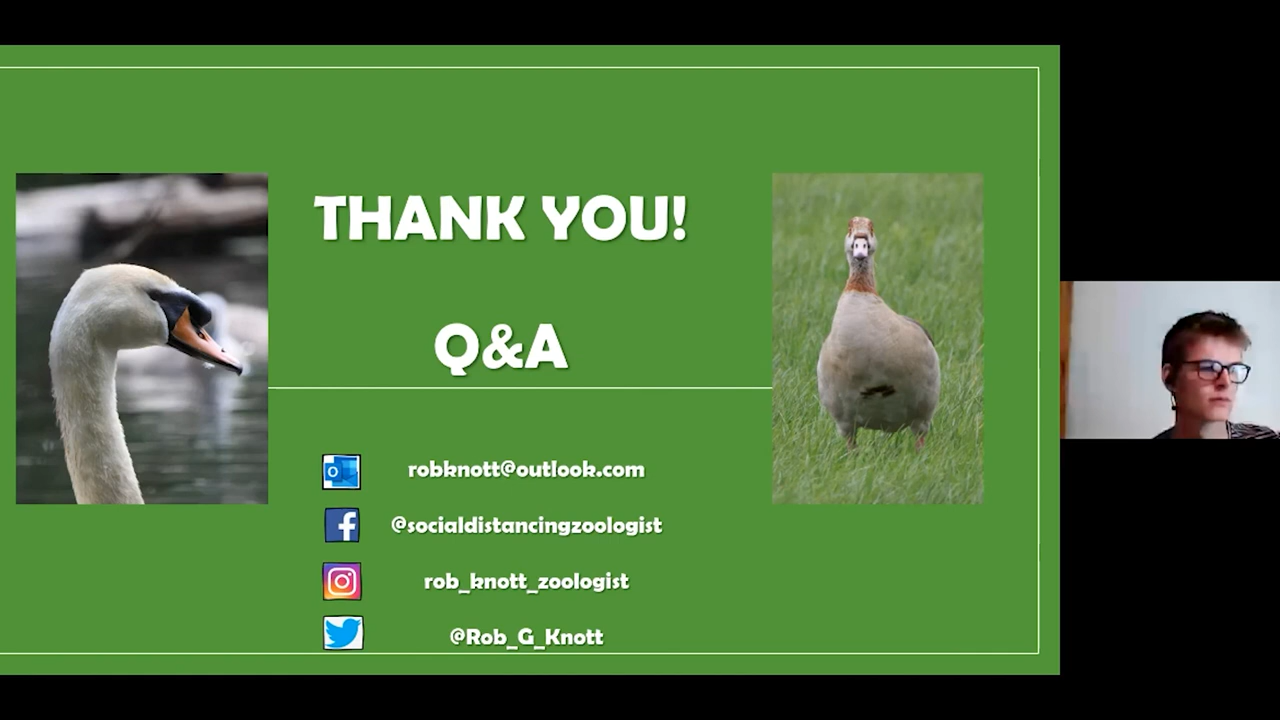 THANK YOU!
Q&A
robknott@outlook.com
@socialdistancingzoologist
rob_knott_zoologist
@Rob_G_Knott